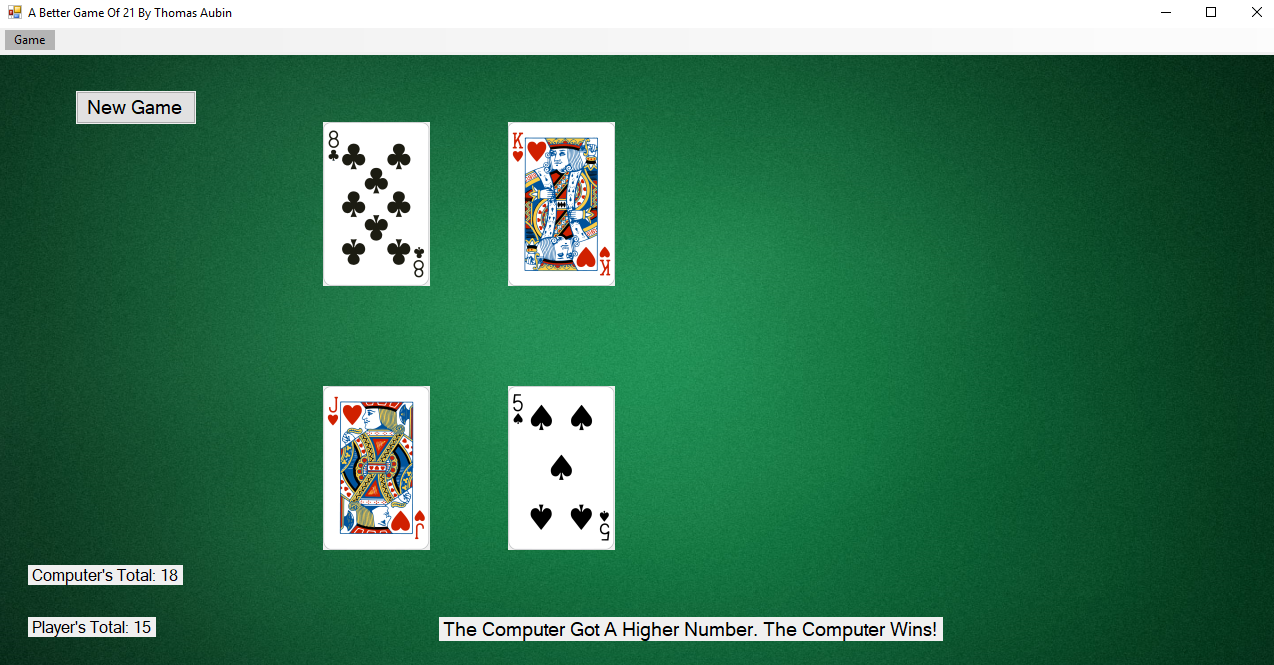 A Better Game Of 21 By Thomas Aubin
Game
New Game
8
8
K
K
J
J
5
5
Computer's Total: 18
Player's Total: 15
The Computer Got A Higher Number. The Computer Wins!